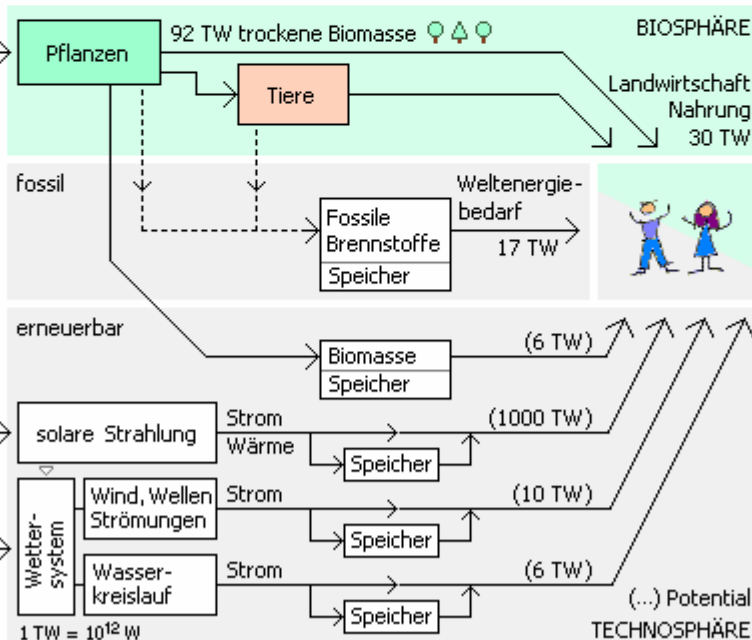 Pflanzen
92 TW trockene Biomasse
BIOSPHÄRE
Tiere
Landwirtschaft
Nahrung
30 TW
fossil
Fossile
Brennstoffe
Speicher
Weltenergie-
bedarf
17 TW
erneuerbar
Biomasse
Speicher
(6 TW)
solare Strahlung
Strom
Wärme
Speicher
(1000 TW)
Wetter-
system
Wind, Wellen
Strömungen
Strom
Speicher
(10 TW)
Wasser-
kreislauf
Strom
Speicher
(6 TW)
(...) Potential
1 TW = 10¹² W
TECHNOSPHÄRE